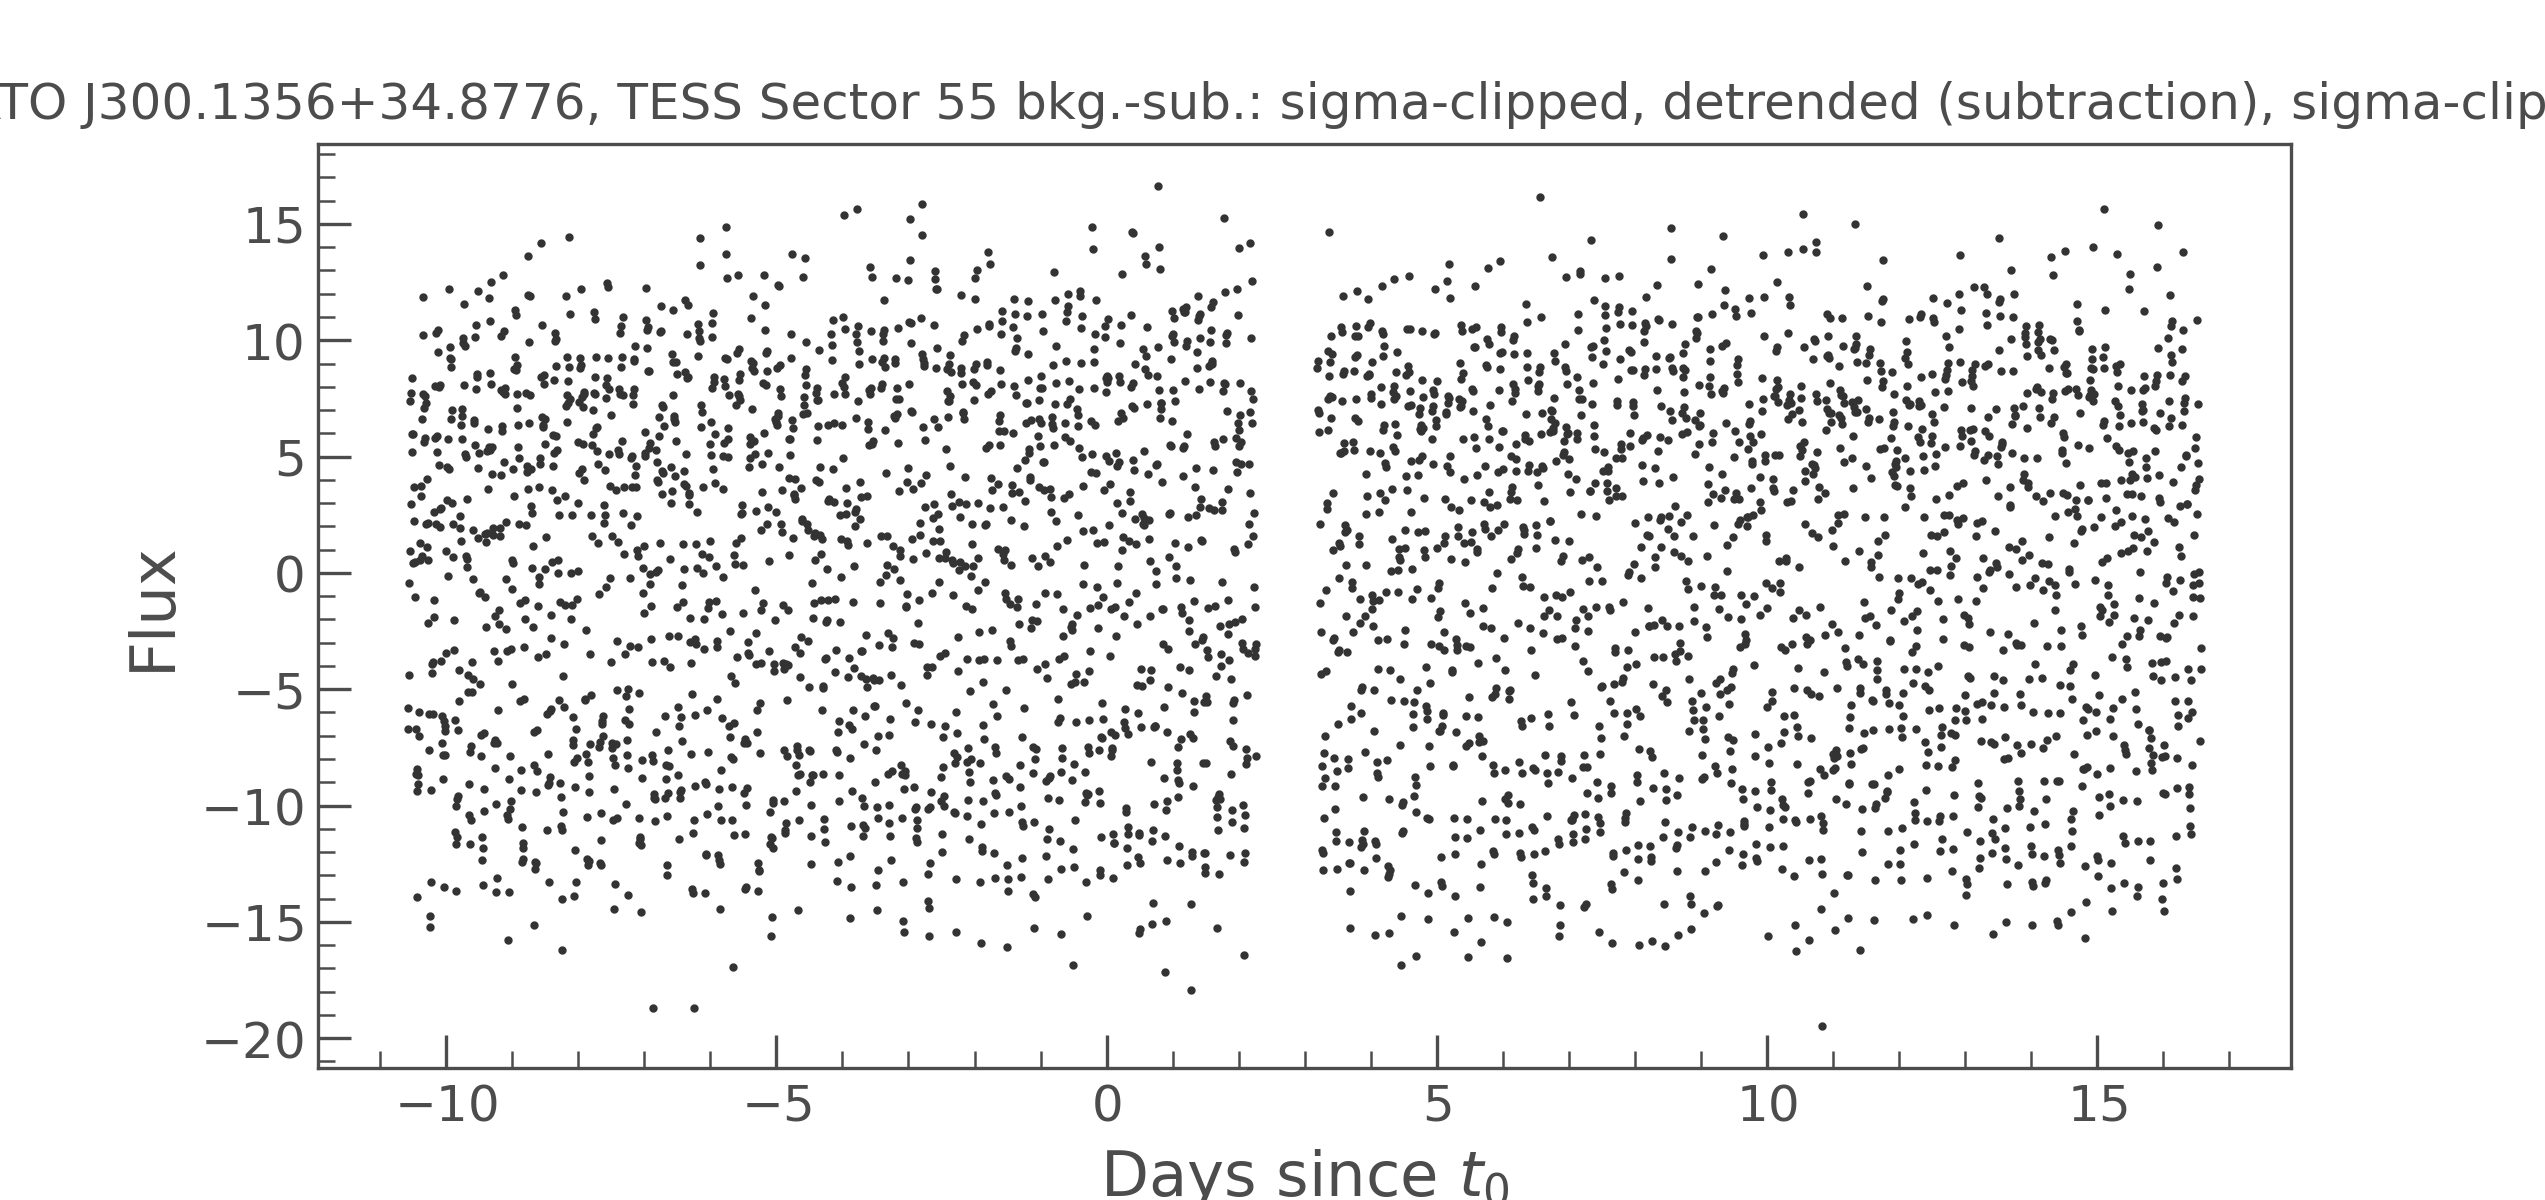 TO J300.1356+34.8776, TESS Sector 55 bkg.-sub.: sigma-clipped, detrended (subtraction), sigma-clip
15
10
5
0
−5
−10
−15
−20
Flux
−10 −5 0 5 10 15
Days since t0